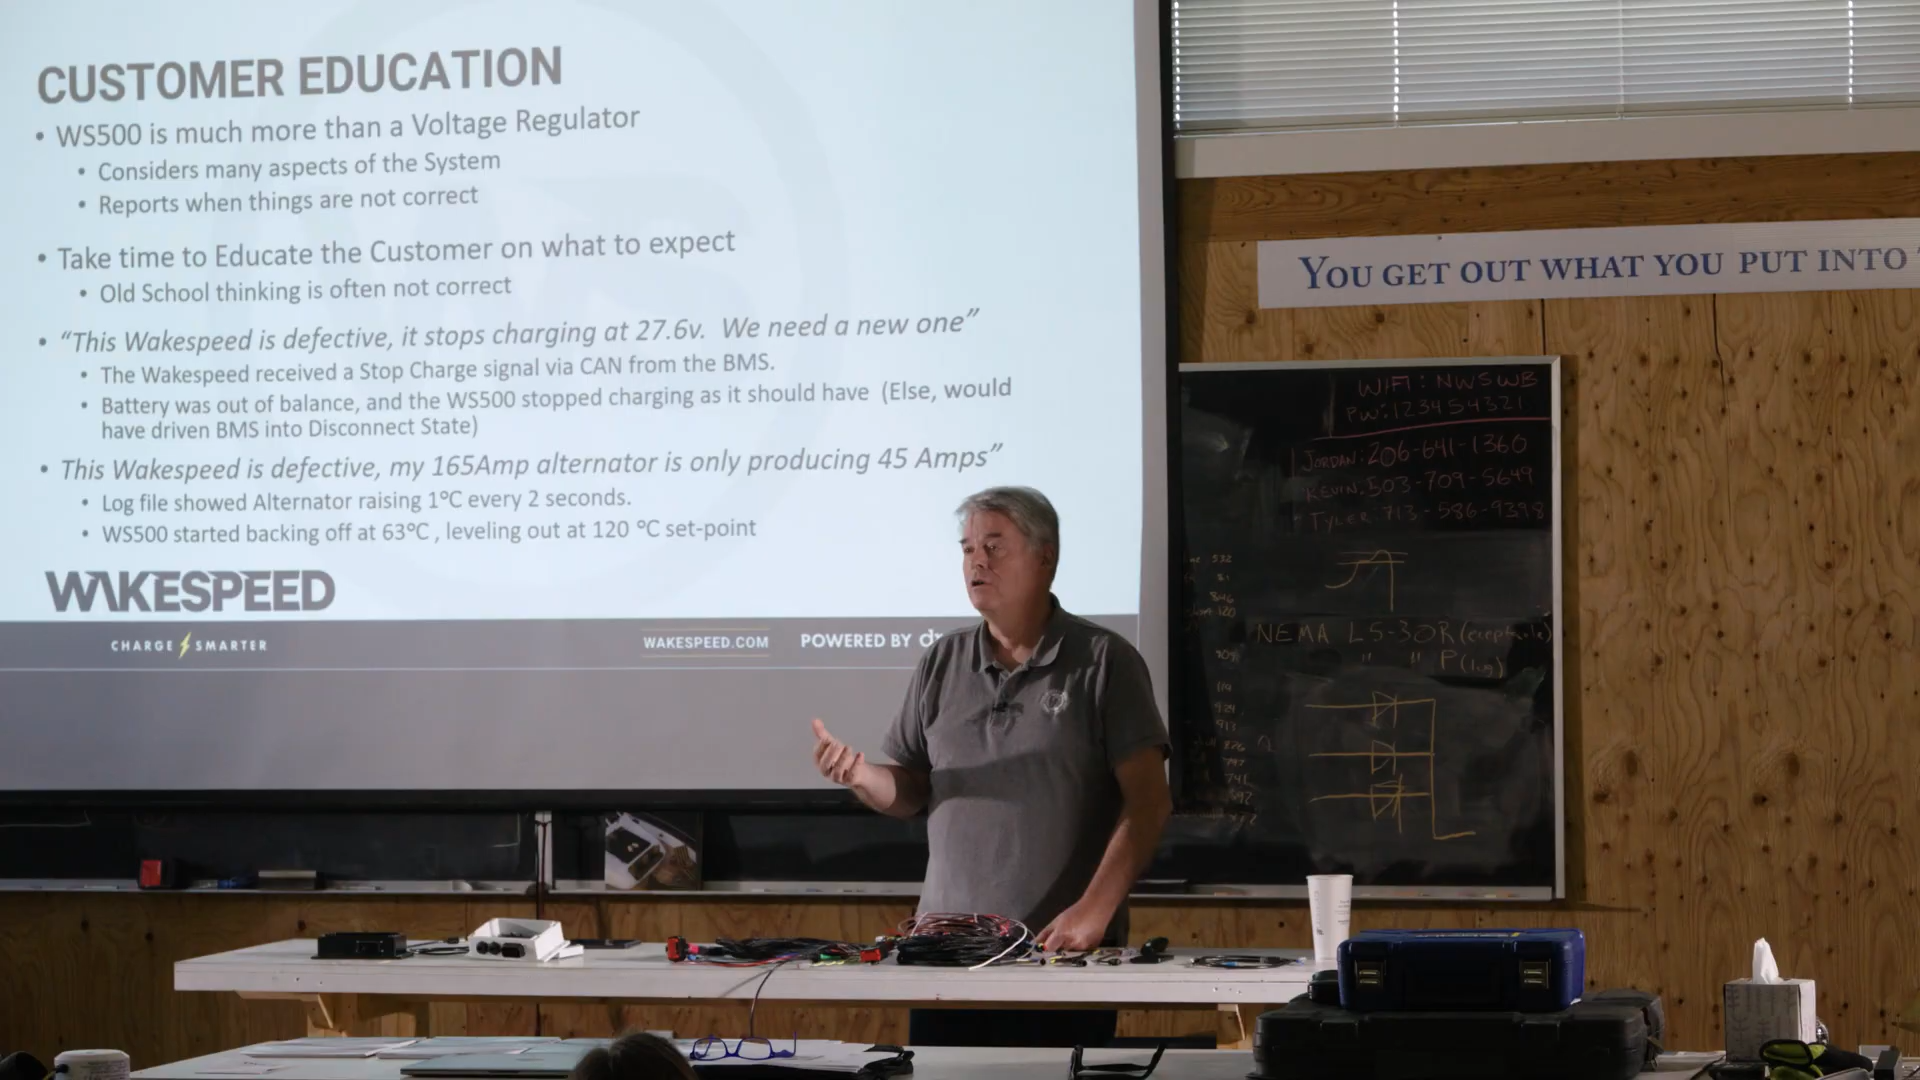 CUSTOMER EDUCATION
• WS500 is much more than a Voltage Regulator
• Considers many aspects of the System
• Reports when things are not correct
• Take time to Educate the Customer on what to expect
• Old School thinking is often not correct
• “This Wakespeed is defective, it stops charging at 27.6v. We need a new one”
• The Wakespeed received a Stop Charge signal via CAN from the BMS.
• Battery was out of balance, and the WS500 stopped charging as it should have (Else, would
have driven BMS into Disconnect State)
• This Wakespeed is defective, my 165Amp alternator is only producing 45 Amps”
• Log file showed Alternator raising 1°C every 2 seconds.
• WS500 started backing off at 63°C, leveling out at 120 °C set-point
WAKESPEED
CHARGE SMARTER
WAKESPEED.COM
POWERED BY
YOU GET OUT WHAT YOU PUT INTO
WIFI: NWSWB
PW: 123454321
JORDAN: 206-641-1360
KEVIN: 503-709-5649
TYLER: 713-586-9398
NEMA L5-30R (eceptacle)
" " P(lug)